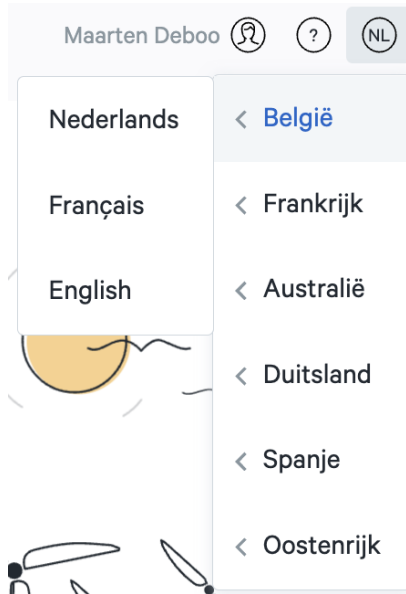 Maarten Deboo
?
NL
Nederlands
Français
English
België
Frankrijk
Australië
Duitsland
Spanje
Oostenrijk